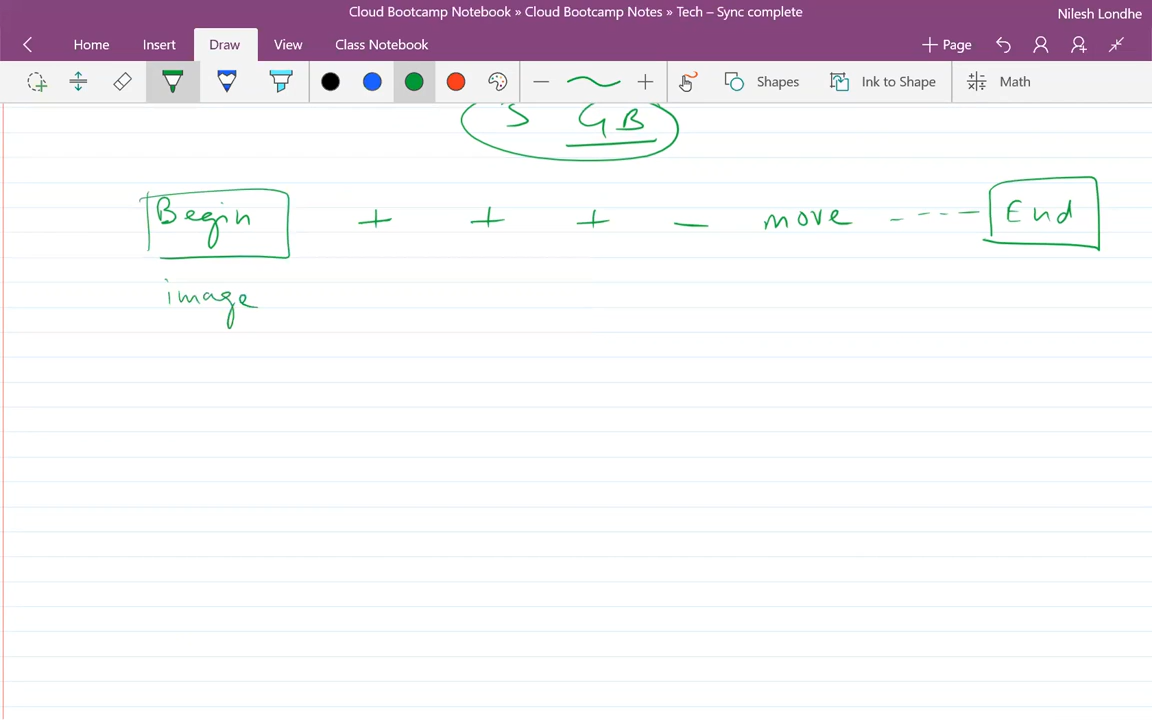 Cloud Bootcamp Notebook » Cloud Bootcamp Notes » Tech – Sync complete
Nilesh Londhe
Home Insert Draw View Class Notebook Page
Shapes Ink to Shape Math
GB
Begin + + + — move ---- End
image